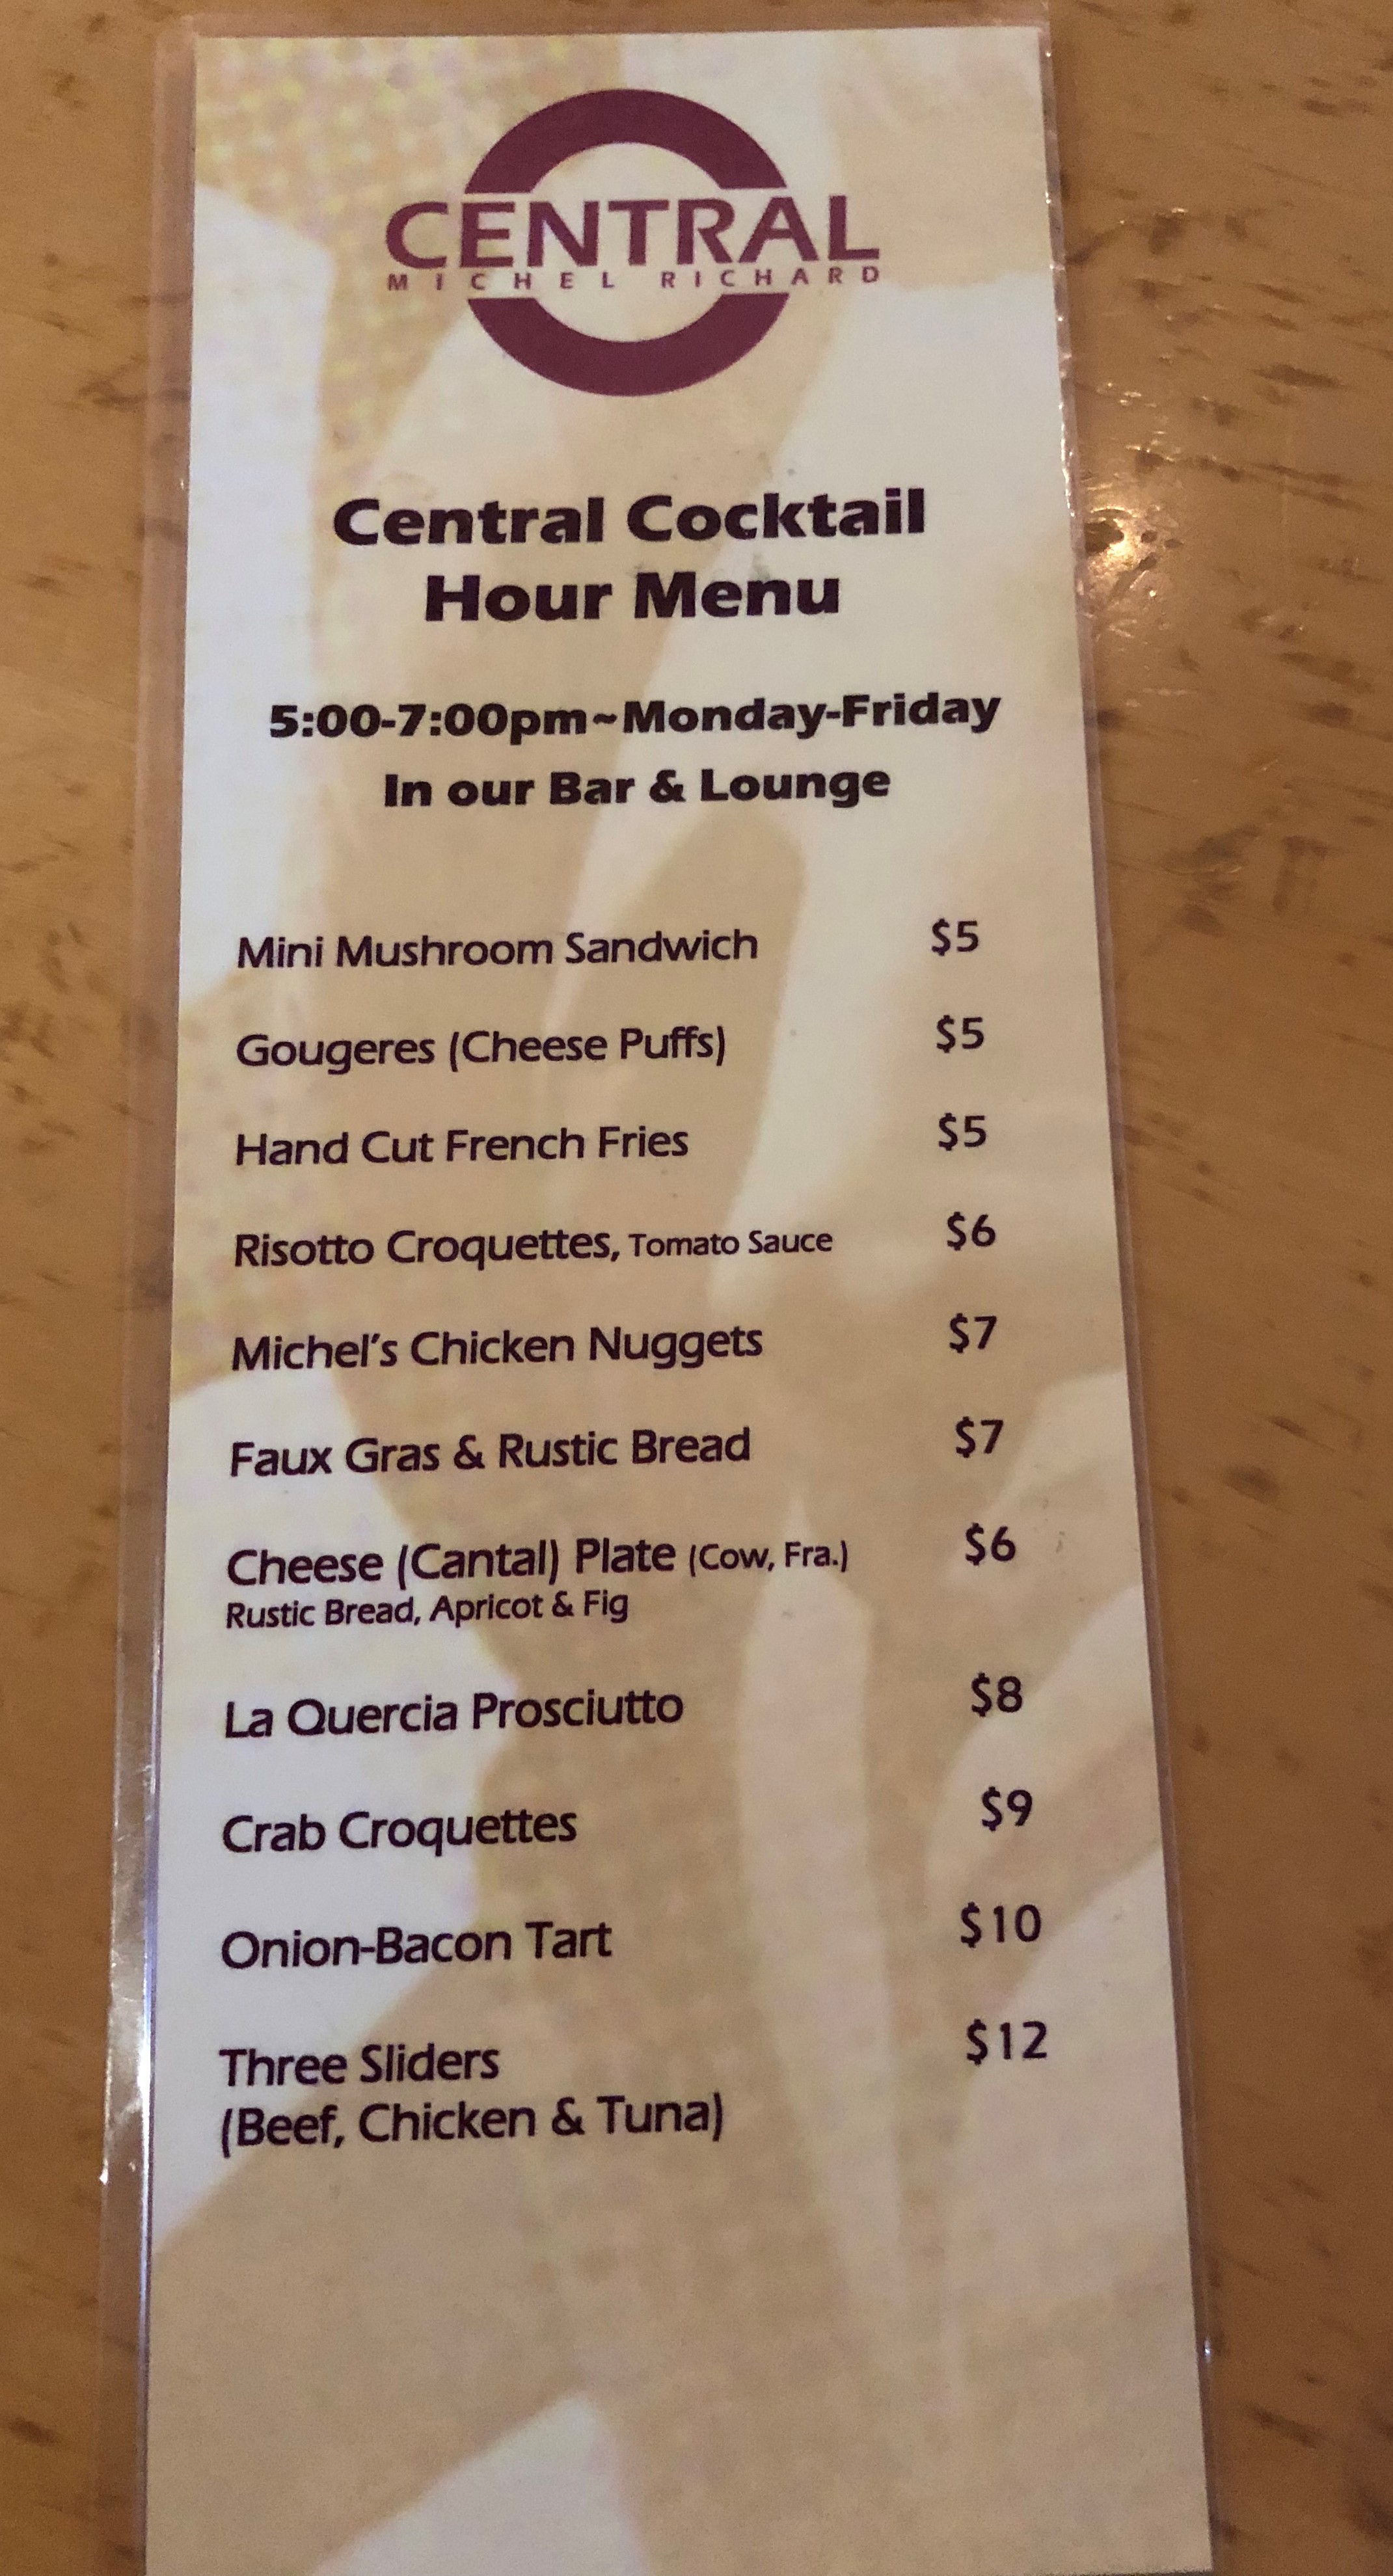 CENTRAL
MICHEL RICHARD
Central Cocktail
Hour Menu
5:00-7:00pm~Monday-Friday
In our Bar & Lounge
Mini Mushroom Sandwich $5
Gougeres (Cheese Puffs) $5
Hand Cut French Fries $5
Risotto Croquettes, Tomato Sauce $6
Michel's Chicken Nuggets $7
Faux Gras & Rustic Bread $7
Cheese (Cantal) Plate (Cow, Fra.) $6
Rustic Bread, Apricot & Fig
La Quercia Prosciutto $8
Crab Croquettes $9
Onion-Bacon Tart $10
Three Sliders $12
(Beef, Chicken & Tuna)